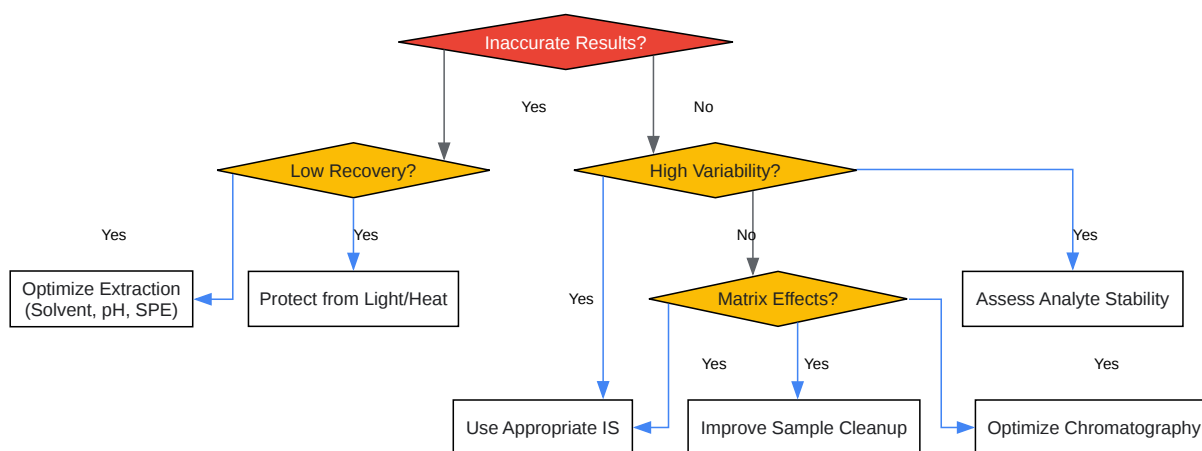 Inaccurate Results?
Yes
No
Low Recovery?
High Variability?
Yes
Yes
No
Yes
Optimize Extraction
(Solvent, pH, SPE)
Protect from Light/Heat
Yes
Matrix Effects?
Assess Analyte Stability
Yes
Yes
Yes
Use Appropriate IS
Improve Sample Cleanup
Optimize Chromatography